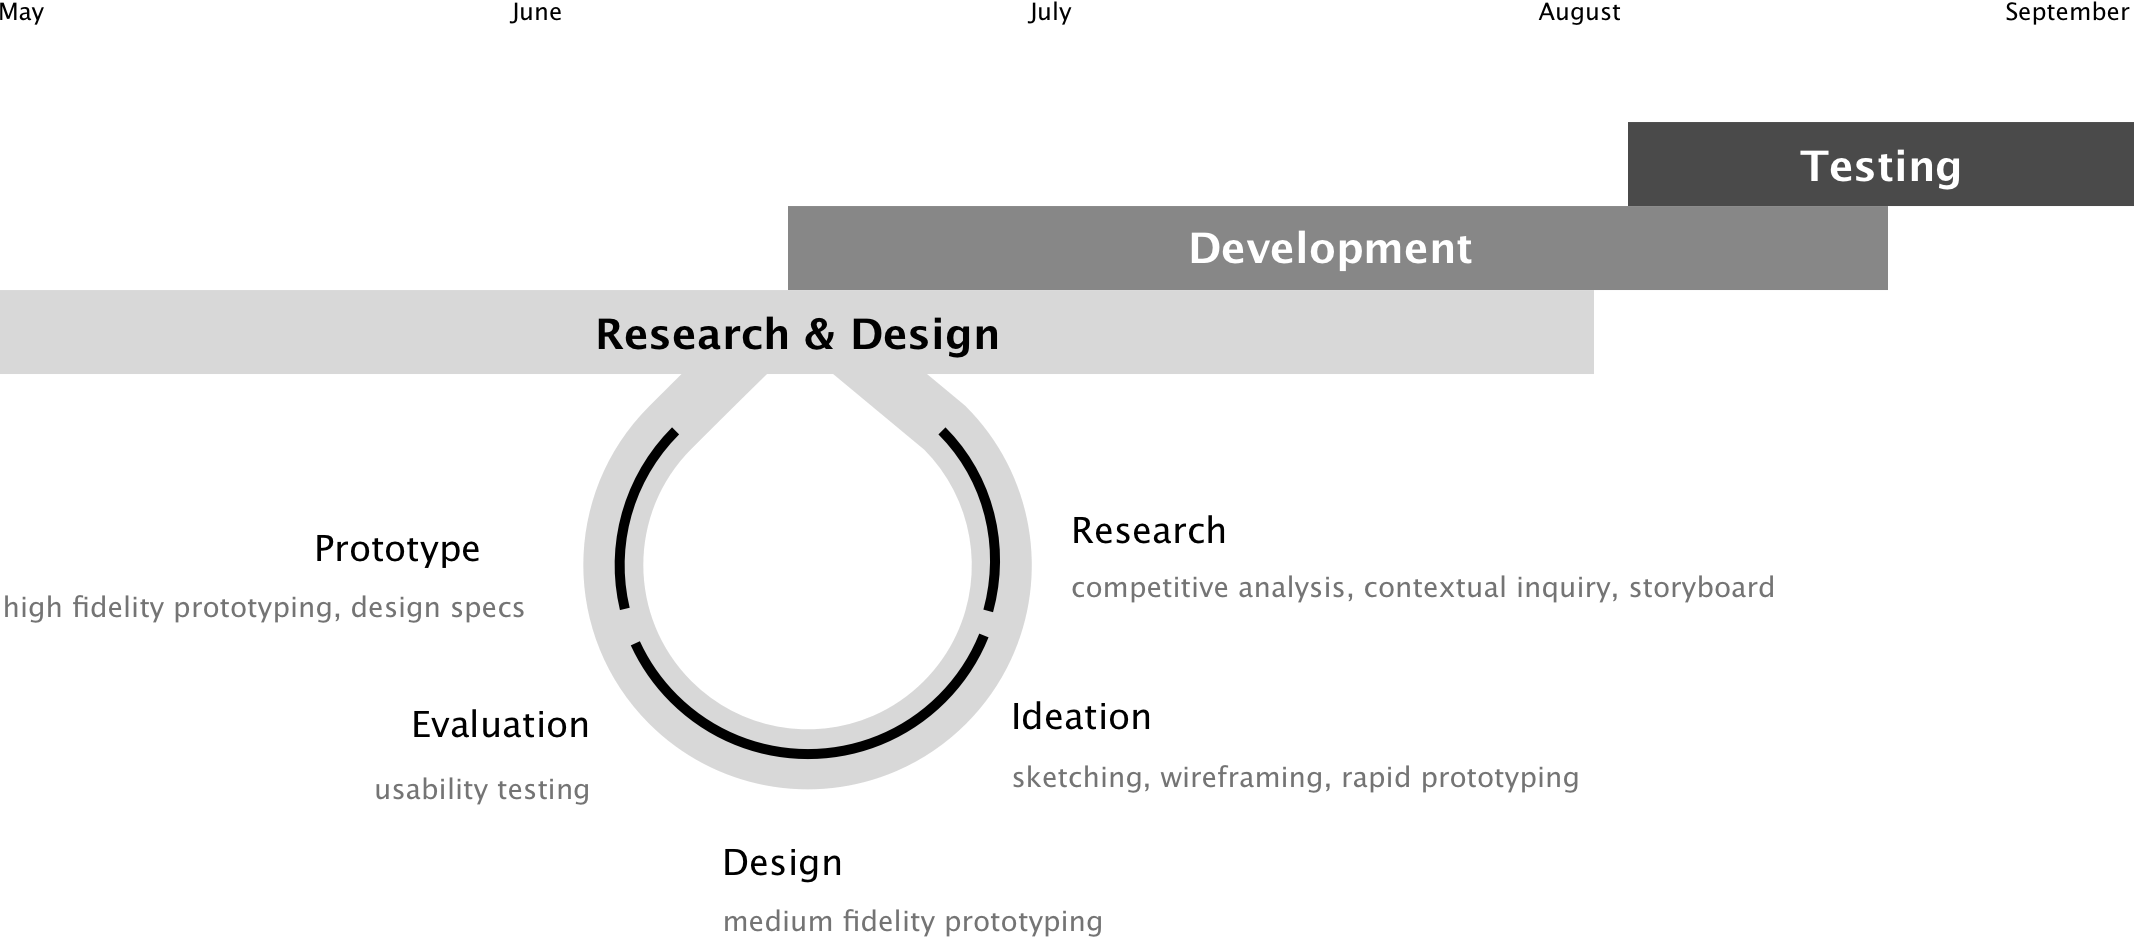 May June July August September
Testing
Development
Research & Design
Research
competitive analysis, contextual inquiry, storyboard
Prototype
high fidelity prototyping, design specs
Ideation
sketching, wireframing, rapid prototyping
Evaluation
usability testing
Design
medium fidelity prototyping